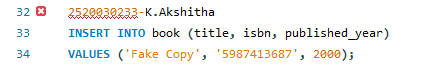 32 2520030233-K.Akshitha
33 INSERT INTO book (title, isbn, published_year)
34 VALUES ('Fake Copy', '5987413687', 2000);